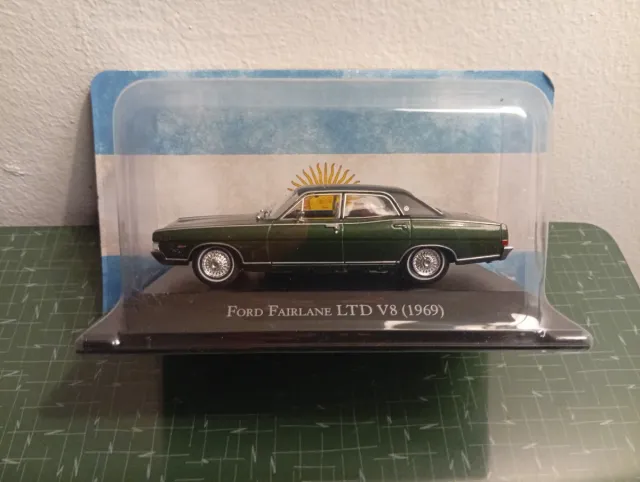 FORD FAIRLANE LTD V8 (1969)